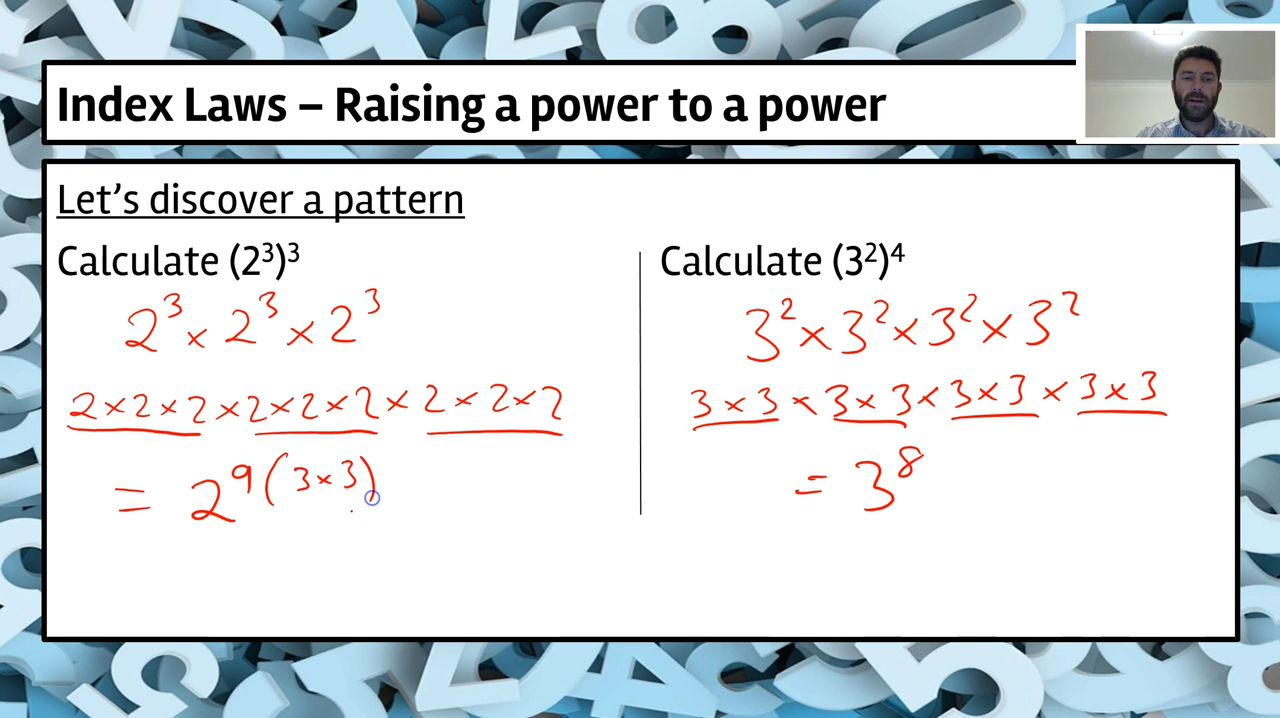 Index Laws – Raising a power to a power
Let's discover a pattern
Calculate (2³)³
2³ × 2³ × 2³
2 × 2 × 2 × 2 × 2 × 2 × 2 × 2 × 2
= 2⁹ (3 × 3)
Calculate (3²)⁴
3² × 3² × 3² × 3²
3 × 3 × 3 × 3 × 3 × 3 × 3 × 3
= 3⁸